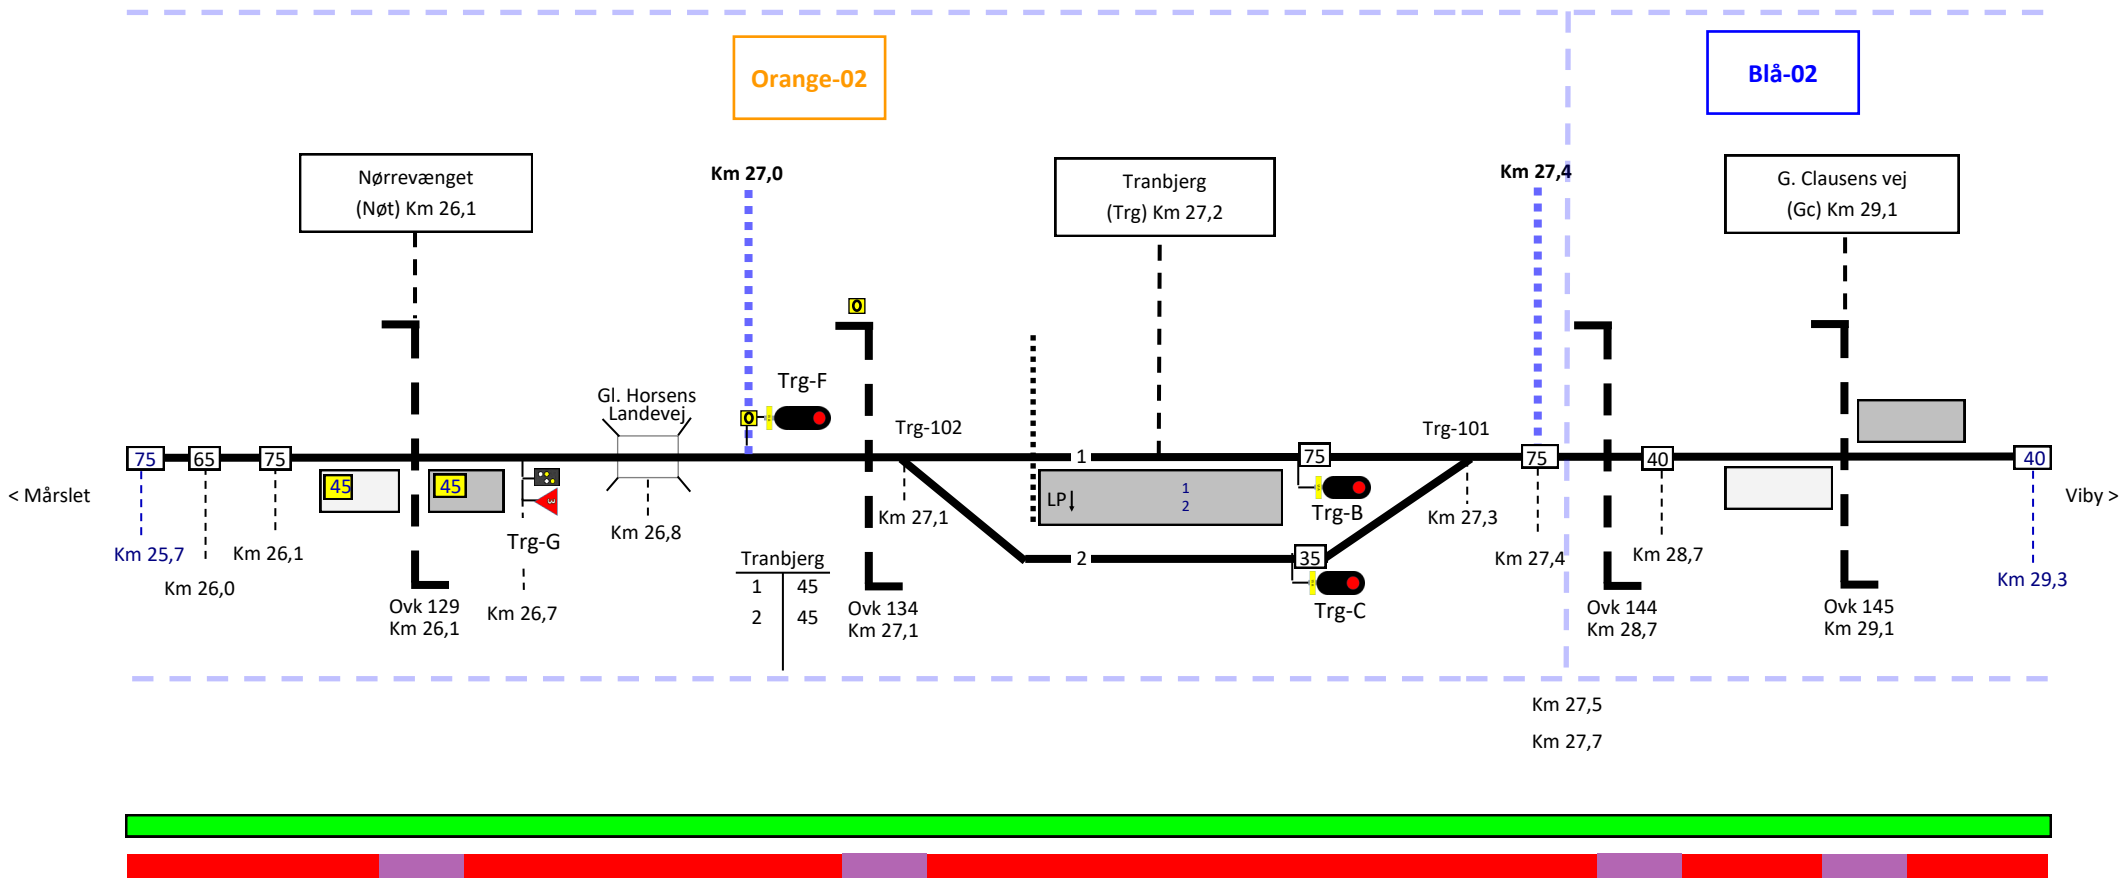 Orange-02
Blå-02
Nørrevænget
(Nøt) Km 26,1
Km 27,0
Tranbjerg
(Trg) Km 27,2
Km 27,4
G. Clausens vej
(Gc) Km 29,1
0
Trg-F
0
Gl. Horsens
Landevej
Trg-102
Trg-101
75
65
75
1
75
75
40
40
45
45
3
< Mårslet
LP
1
2
Viby >
Km 25,7
Km 26,0
Km 26,1
Trg-G
Km 26,7
Km 26,8
Km 27,1
Trg-B
Km 27,3
Km 27,4
Km 28,7
Km 29,3
2
35
Trg-C
Tranbjerg
1 45
2 45
Ovk 129
Km 26,1
Ovk 134
Km 27,1
Ovk 144
Km 28,7
Ovk 145
Km 29,1
Km 27,5
Km 27,7